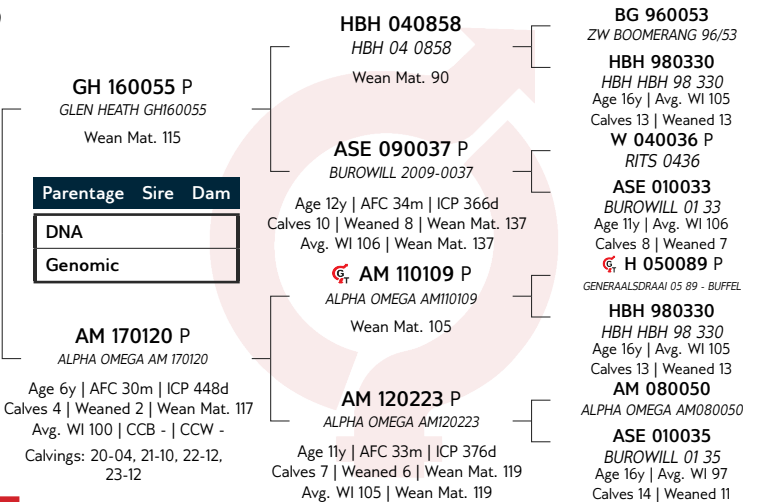 GH 160055 P
GLEN HEATH GH160055
Wean Mat. 115
Parentage Sire Dam
DNA
Genomic
AM 170120 P
ALPHA OMEGA AM 170120
Age 6y | AFC 30m | ICP 448d
Calves 4 | Weaned 2 | Wean Mat. 117
Avg. WI 100 | CCB - | CCW -
Calvings: 20-04, 21-10, 22-12,
23-12
HBH 040858
HBH 04 0858
Wean Mat. 90
ASE 090037 P
BUROWILL 2009-0037
Age 12y | AFC 34m | ICP 366d
Calves 10 | Weaned 8 | Wean Mat. 137
Avg. WI 106 | Wean Mat. 137
GT AM 110109 P
ALPHA OMEGA AM110109
Wean Mat. 105
AM 120223 P
ALPHA OMEGA AM120223
Age 11y | AFC 33m | ICP 376d
Calves 7 | Weaned 6 | Wean Mat. 119
Avg. WI 105 | Wean Mat. 119
BG 960053
ZW BOOMERANG 96/53
HBH 980330
HBH HBH 98 330
Age 16y | Avg. WI 105
Calves 13 | Weaned 13
W 040036 P
RITS 0436
ASE 010033
BUROWILL 01 33
Age 11y | Avg. WI 106
Calves 8 | Weaned 7
GT H 050089 P
GENERAALSDRAAI 05 89 - BUFFEL
HBH 980330
HBH HBH 98 330
Age 16y | Avg. WI 105
Calves 13 | Weaned 13
AM 080050
ALPHA OMEGA AM080050
ASE 010035
BUROWILL 01 35
Age 16y | Avg. WI 97
Calves 14 | Weaned 11